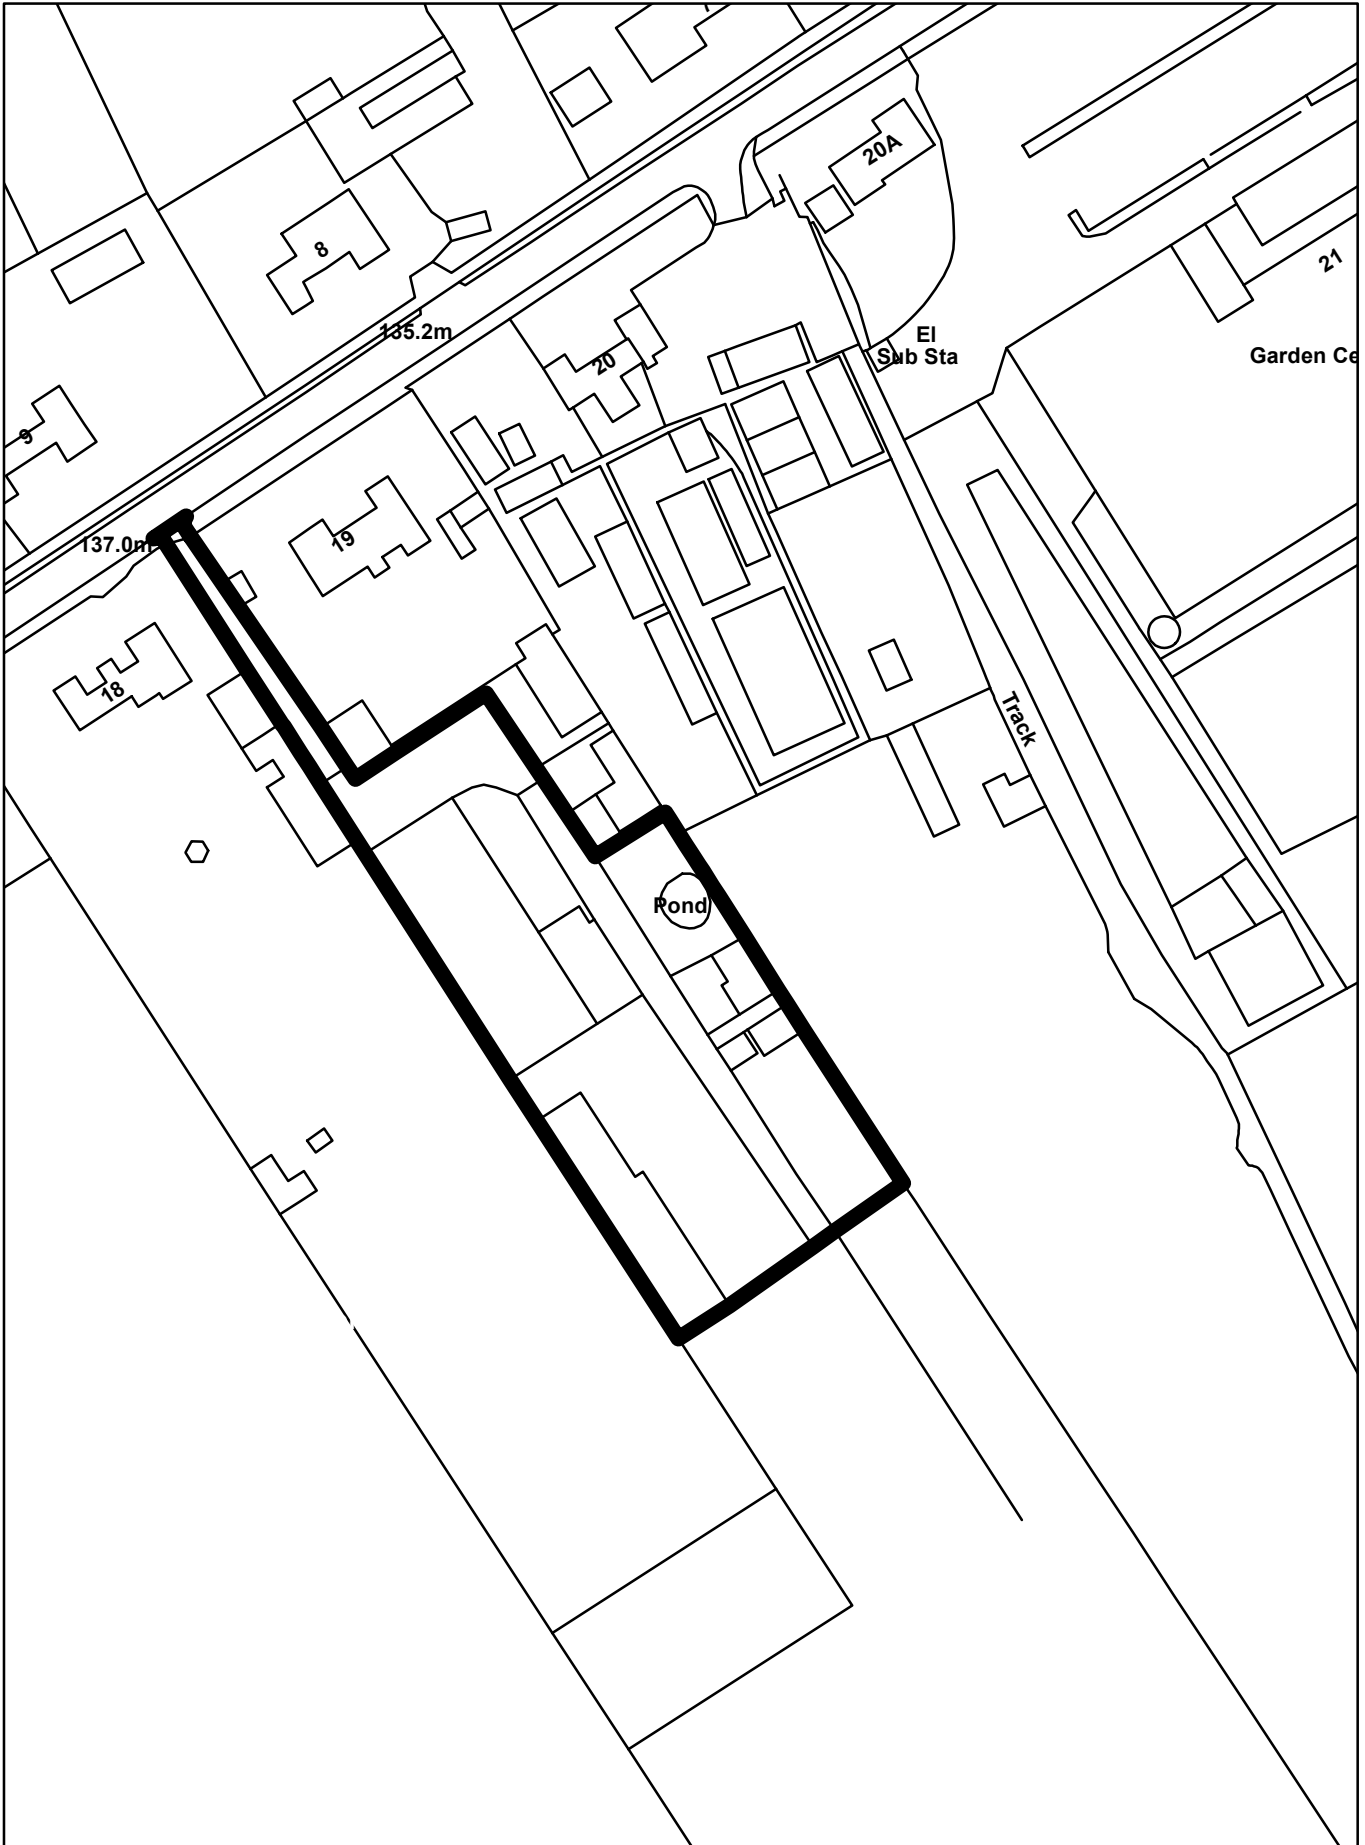 20A
8
21
135.2m
El
Sub Sta
Garden Ce
20
9
19
137.0m
18
Track
Pond